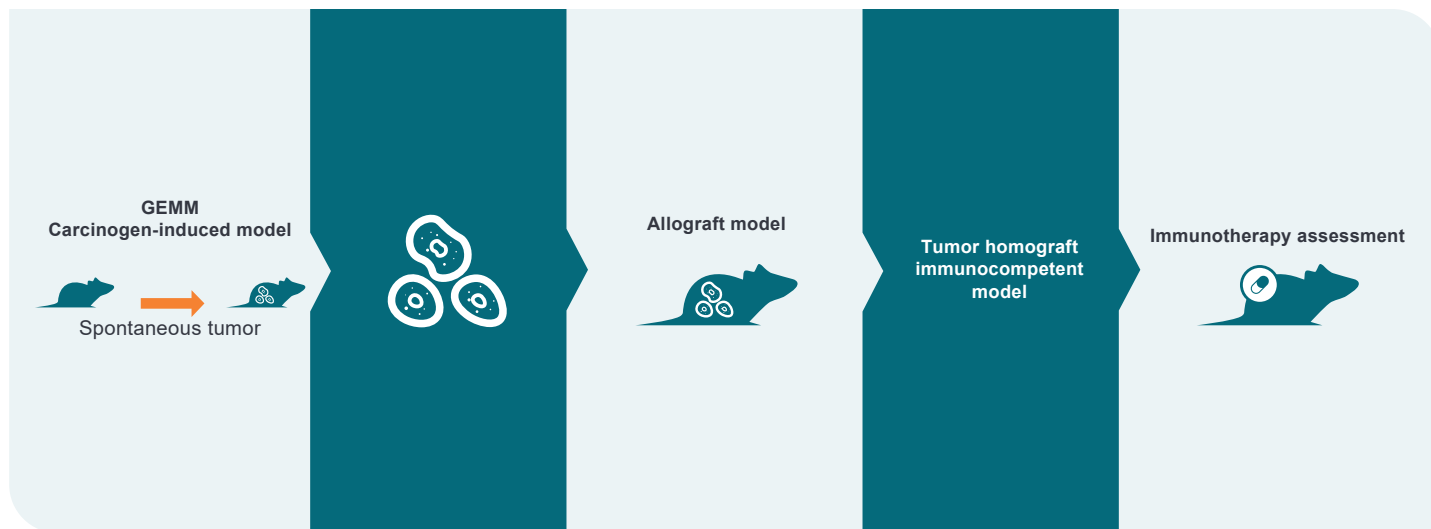 GEMM
Carcinogen-induced model
Spontaneous tumor
Allograft model
Tumor homograft
immunocompetent
model
Immunotherapy assessment